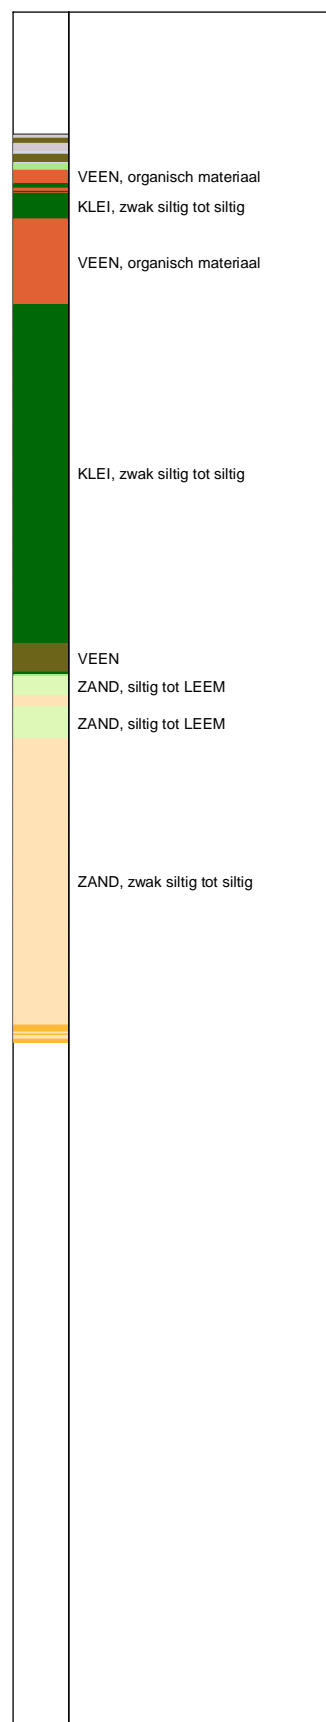 VEEN, organisch materiaal
KLEI, zwak siltig tot siltig
VEEN, organisch materiaal
KLEI, zwak siltig tot siltig
VEEN
ZAND, siltig tot LEEM
ZAND, siltig tot LEEM
ZAND, zwak siltig tot siltig